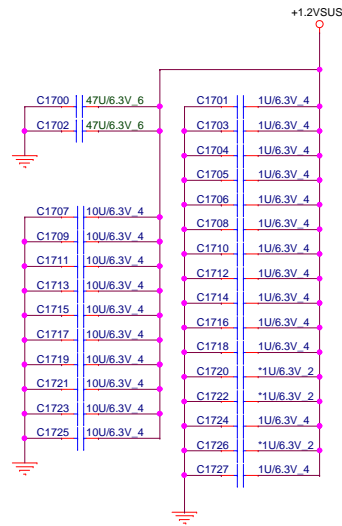 +1.2VSUS
C1700 47U/6.3V_6 C1701 1U/6.3V_4
C1702 47U/6.3V_6 C1703 1U/6.3V_4
C1704 1U/6.3V_4
C1705 1U/6.3V_4
C1706 1U/6.3V_4
C1707 10U/6.3V_4 C1708 1U/6.3V_4
C1709 10U/6.3V_4 C1710 1U/6.3V_4
C1711 10U/6.3V_4 C1712 1U/6.3V_4
C1713 10U/6.3V_4 C1714 1U/6.3V_4
C1715 10U/6.3V_4 C1716 1U/6.3V_4
C1717 10U/6.3V_4 C1718 1U/6.3V_4
C1719 10U/6.3V_4 C1720 *1U/6.3V_2
C1721 10U/6.3V_4 C1722 *1U/6.3V_2
C1723 10U/6.3V_4 C1724 1U/6.3V_4
C1725 10U/6.3V_4 C1726 *1U/6.3V_2
C1727 1U/6.3V_4